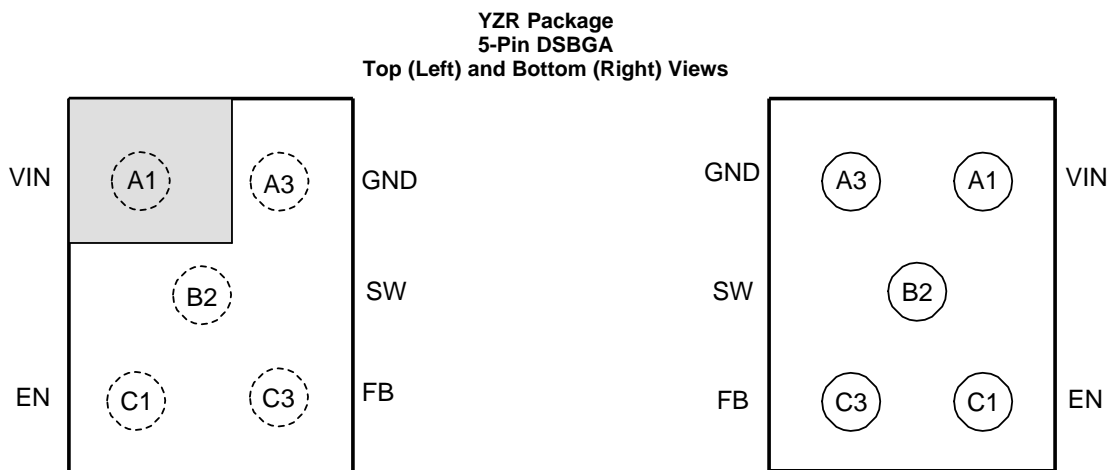 YZR Package
5-Pin DSBGA
Top (Left) and Bottom (Right) Views
VIN A1 A3 GND
B2 SW
EN C1 C3 FB
GND A3 A1 VIN
SW B2
FB C3 C1 EN